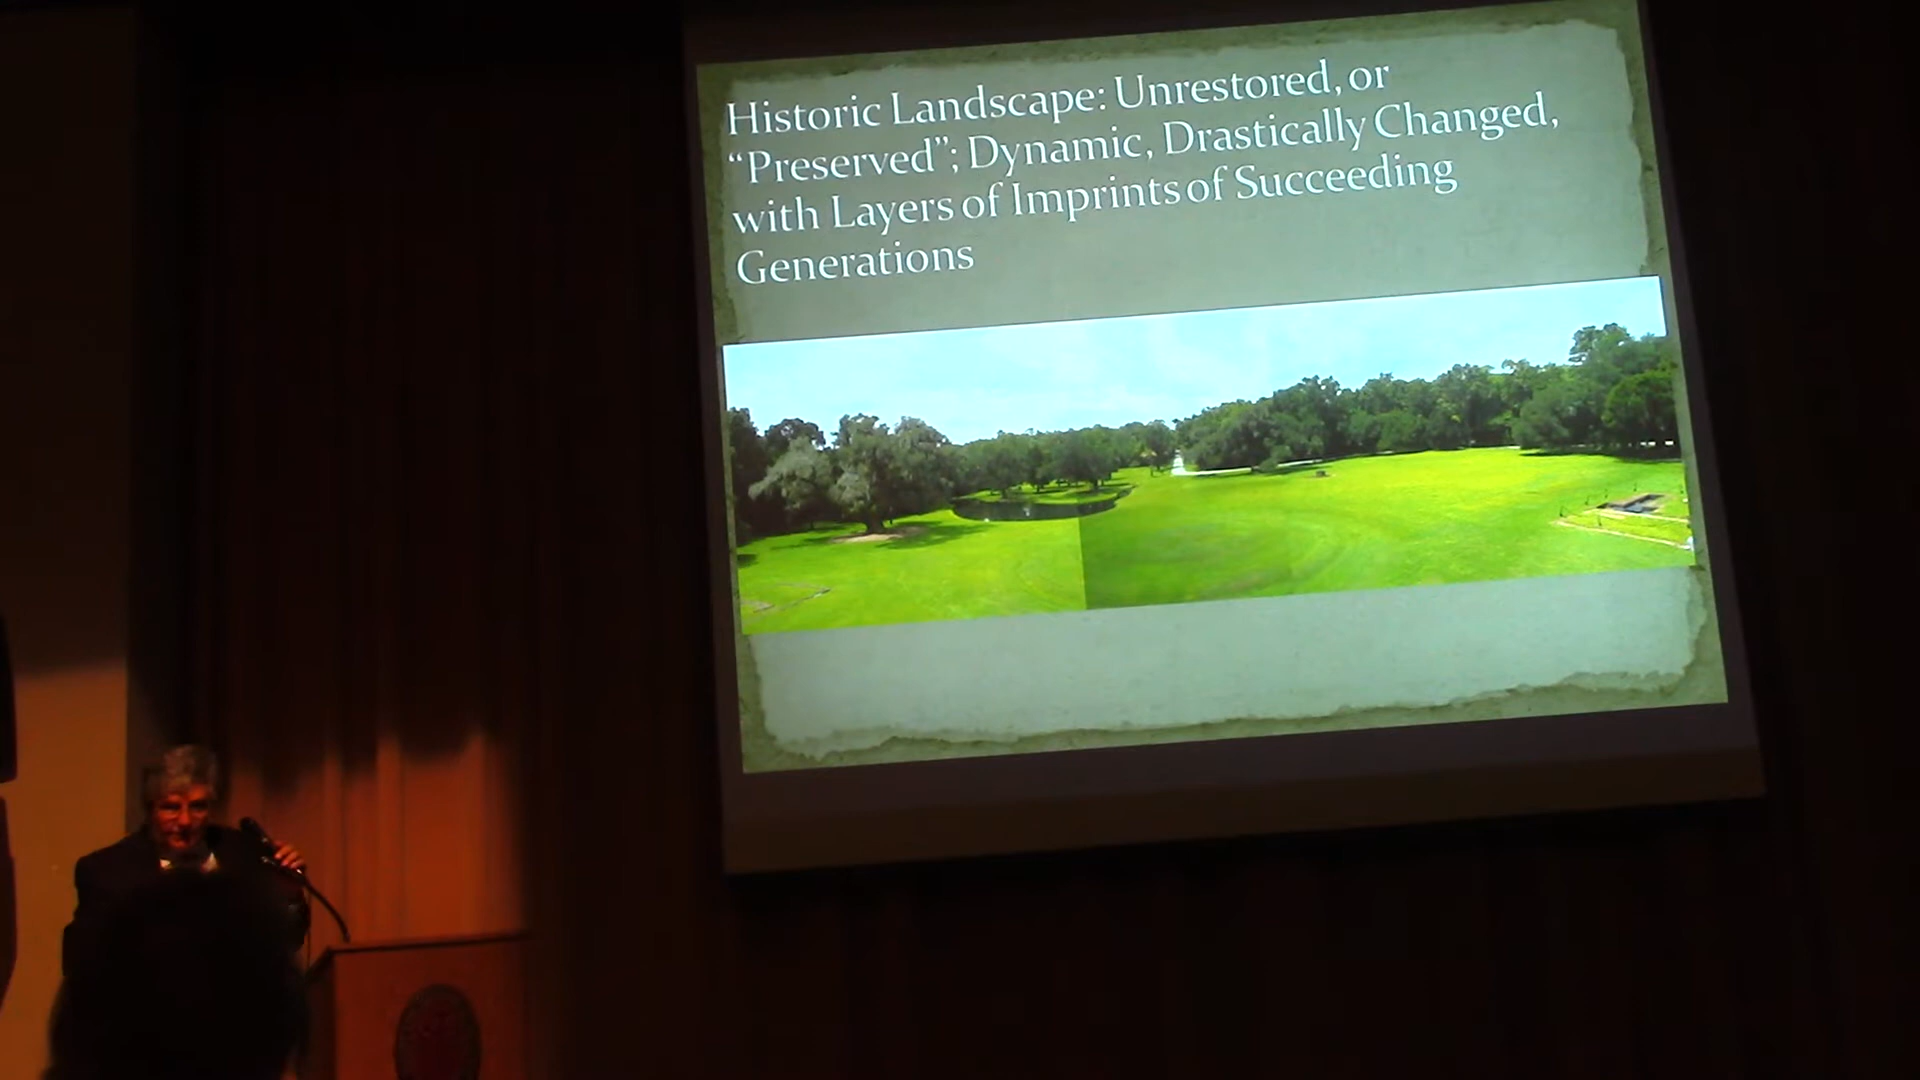 Historic Landscape: Unrestored, or
“Preserved”; Dynamic, Drastically Changed,
with Layers of Imprints of Succeeding
Generations